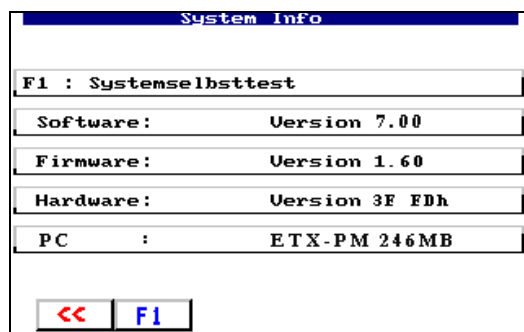 System Info
F1 : Systemselbsttest
Software: Version 7.00
Firmware: Version 1.60
Hardware: Version 3F FDh
PC : ETX-PM 246MB
<< F1